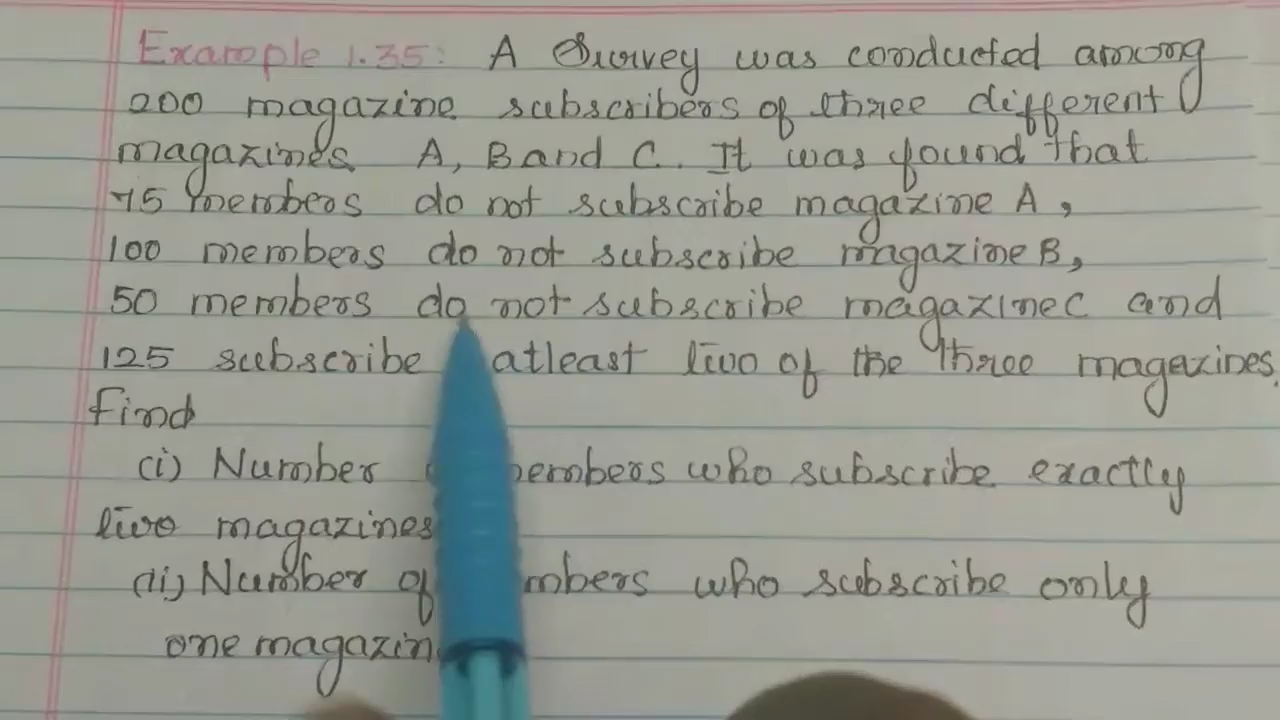 Example 1.35: A Survey was conducted among
200 magazine subscribers of three different
magazines A, B and C. It was found that
75 members do not subscribe magazine A,
100 members do not subscribe magazine B,
50 members do not subscribe magazine C and
125 subscribe atleast two of the three magezines.
Find
(i) Number members who subscribe exactly
two magazines
(ii) Number of mbers who subscribe only
one magazin